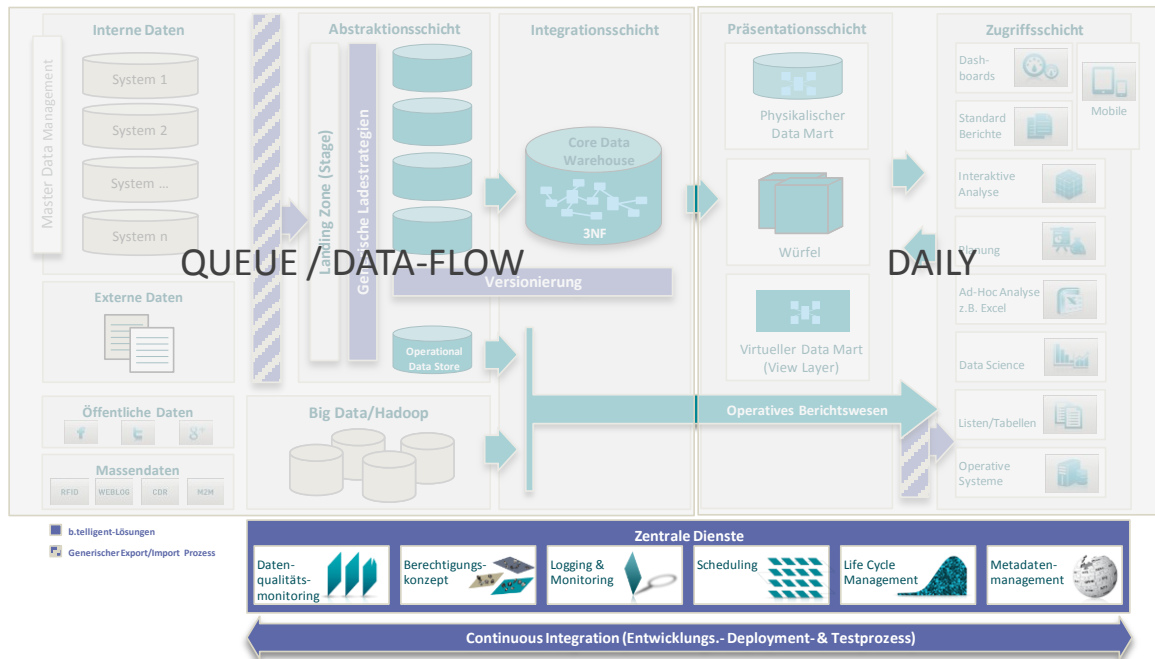 Interne Daten
Master Data Management
System 1
System 2
System ...
System n
Externe Daten
Öffentliche Daten
f
t
g+
Massendaten
RFID
WEBLOG
CDR
M2M
Abstraktionsschicht
Landing Zone (Stage)
Generische Ladestrategien
Operational
Data Store
Big Data/Hadoop
Integrationsschicht
Core Data
Warehouse
3NF
Versionierung
QUEUE / DATA-FLOW
Präsentationsschicht
Physikalischer
Data Mart
Würfel
Virtueller Data Mart
(View Layer)
Operatives Berichtswesen
DAILY
Zugriffsschicht
Dash-
boards
Mobile
Standard
Berichte
Interaktive
Analyse
Planung
Ad-Hoc Analyse
z.B. Excel
Data Science
Listen/Tabellen
Operative
Systeme
b.telligent-Lösungen
Generischer Export/Import Prozess
Zentrale Dienste
Daten-
qualitäts-
monitoring
Berechtigungs-
konzept
Logging &
Monitoring
Scheduling
Life Cycle
Management
Metadaten-
management
Continuous Integration (Entwicklungs.- Deployment- & Testprozess)